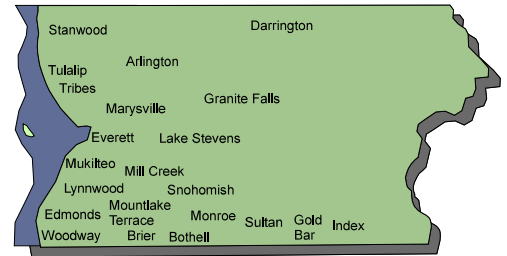 Stanwood
Darrington
Arlington
Tulalip
Tribes
Granite Falls
Marysville
Everett
Lake Stevens
Mukilteo
Mill Creek
Lynnwood
Snohomish
Mountlake
Terrace
Edmonds
Monroe
Sultan
Gold
Bar
Index
Woodway
Brier
Bothell